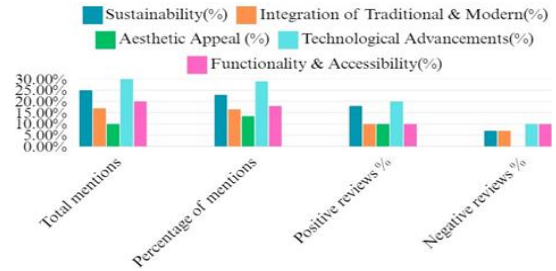 Sustainability(%) Integration of Traditional & Modern(%)
Aesthetic Appeal (%) Technological Advancements(%)
Functionality & Accessibility(%)
30.00%
25.00%
20.00%
15.00%
10.00%
5.00%
0.00%
Total mentions
Percentage of mentions
Positive reviews %
Negative reviews %